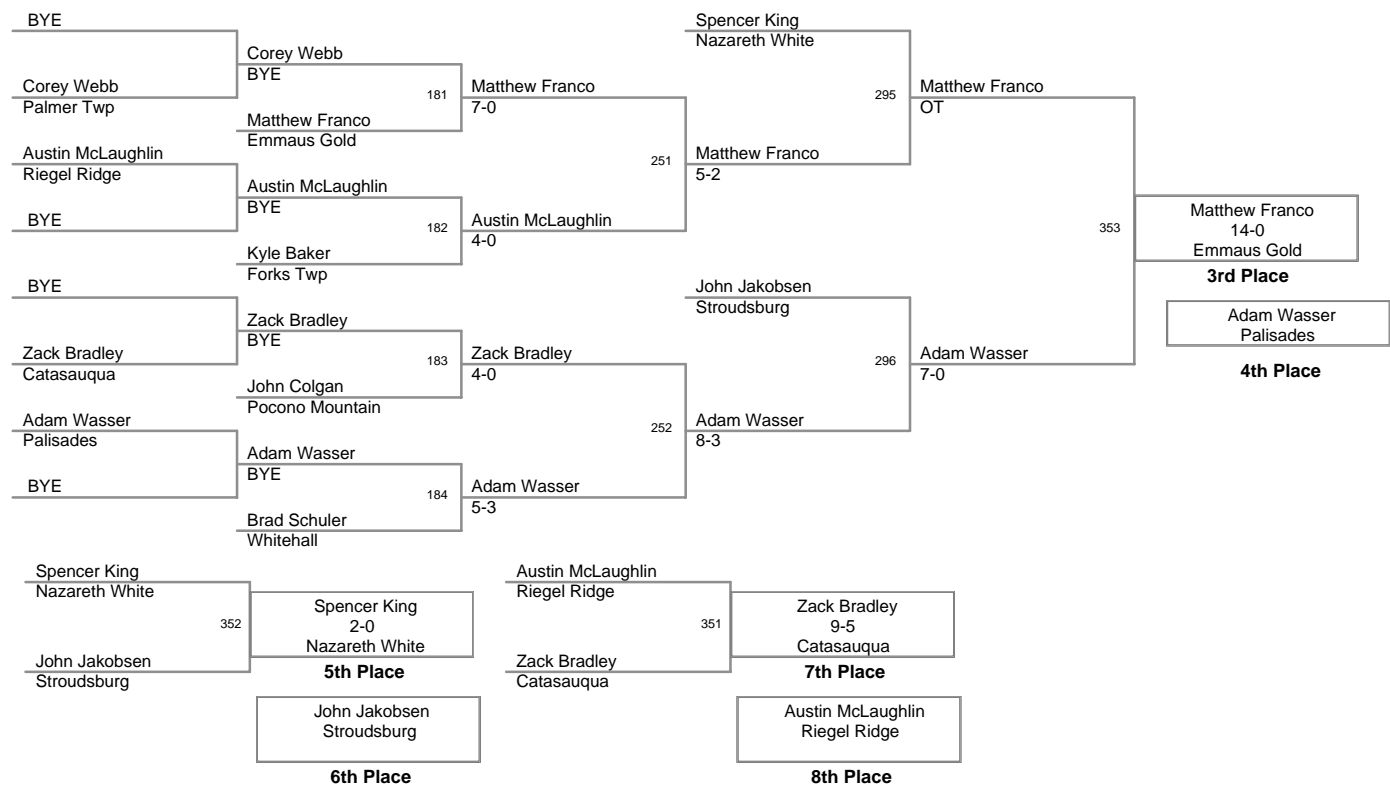 BYE
Corey Webb
Palmer Twp
Austin McLaughlin
Riegel Ridge
BYE
BYE
Zack Bradley
Catasauqua
Adam Wasser
Palisades
BYE
Corey Webb
BYE
181
Matthew Franco
Emmaus Gold
Austin McLaughlin
BYE
182
Kyle Baker
Forks Twp
Zack Bradley
BYE
183
John Colgan
Pocono Mountain
Adam Wasser
BYE
184
Brad Schuler
Whitehall
Matthew Franco
7-0
251
Austin McLaughlin
4-0
Zack Bradley
4-0
252
Adam Wasser
5-3
Spencer King
Nazareth White
295
Matthew Franco
5-2
John Jakobsen
Stroudsburg
296
Adam Wasser
8-3
Matthew Franco
OT
353
Adam Wasser
7-0
Matthew Franco
14-0
Emmaus Gold
3rd Place
Adam Wasser
Palisades
4th Place
Spencer King
Nazareth White
352
John Jakobsen
Stroudsburg
Spencer King
2-0
Nazareth White
5th Place
John Jakobsen
Stroudsburg
6th Place
Austin McLaughlin
Riegel Ridge
351
Zack Bradley
Catasauqua
Zack Bradley
9-5
Catasauqua
7th Place
Austin McLaughlin
Riegel Ridge
8th Place